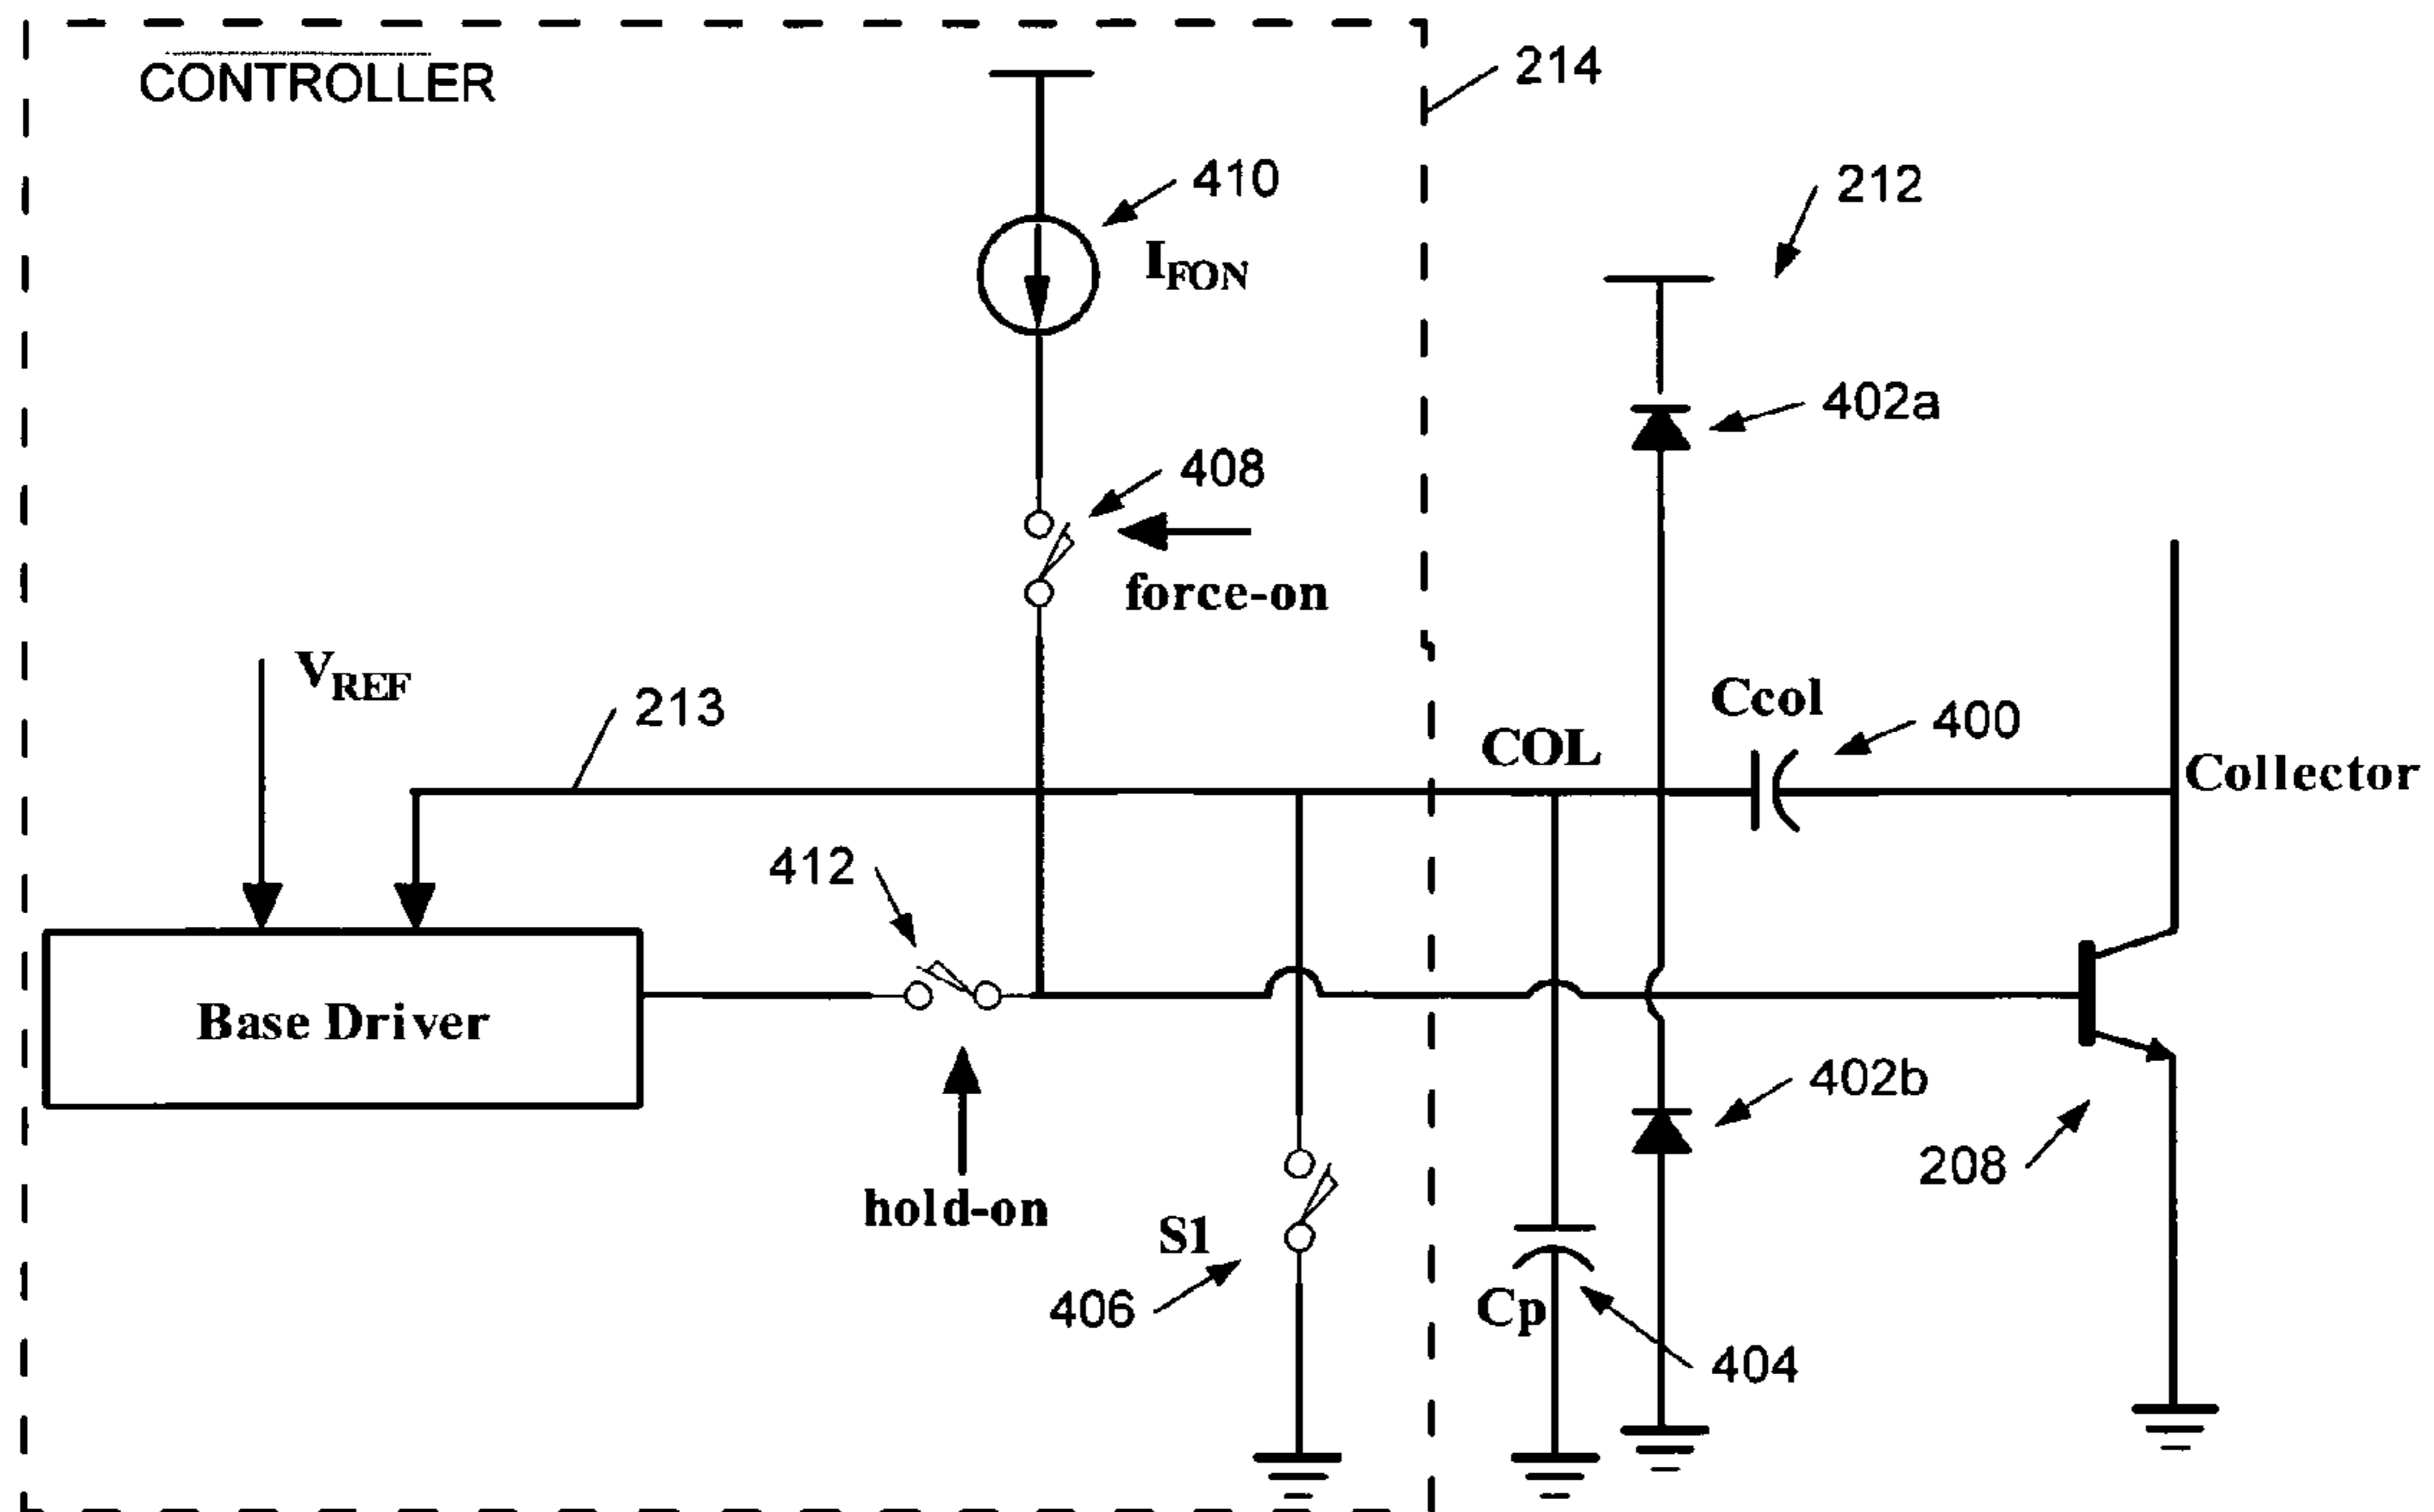 CONTROLLER
214
410
212
I_FON
402a
408
force-on
V_REF
213
Ccol
400
COL
Collector
412
Base Driver
402b
208
hold-on
S1
406
Cp
404